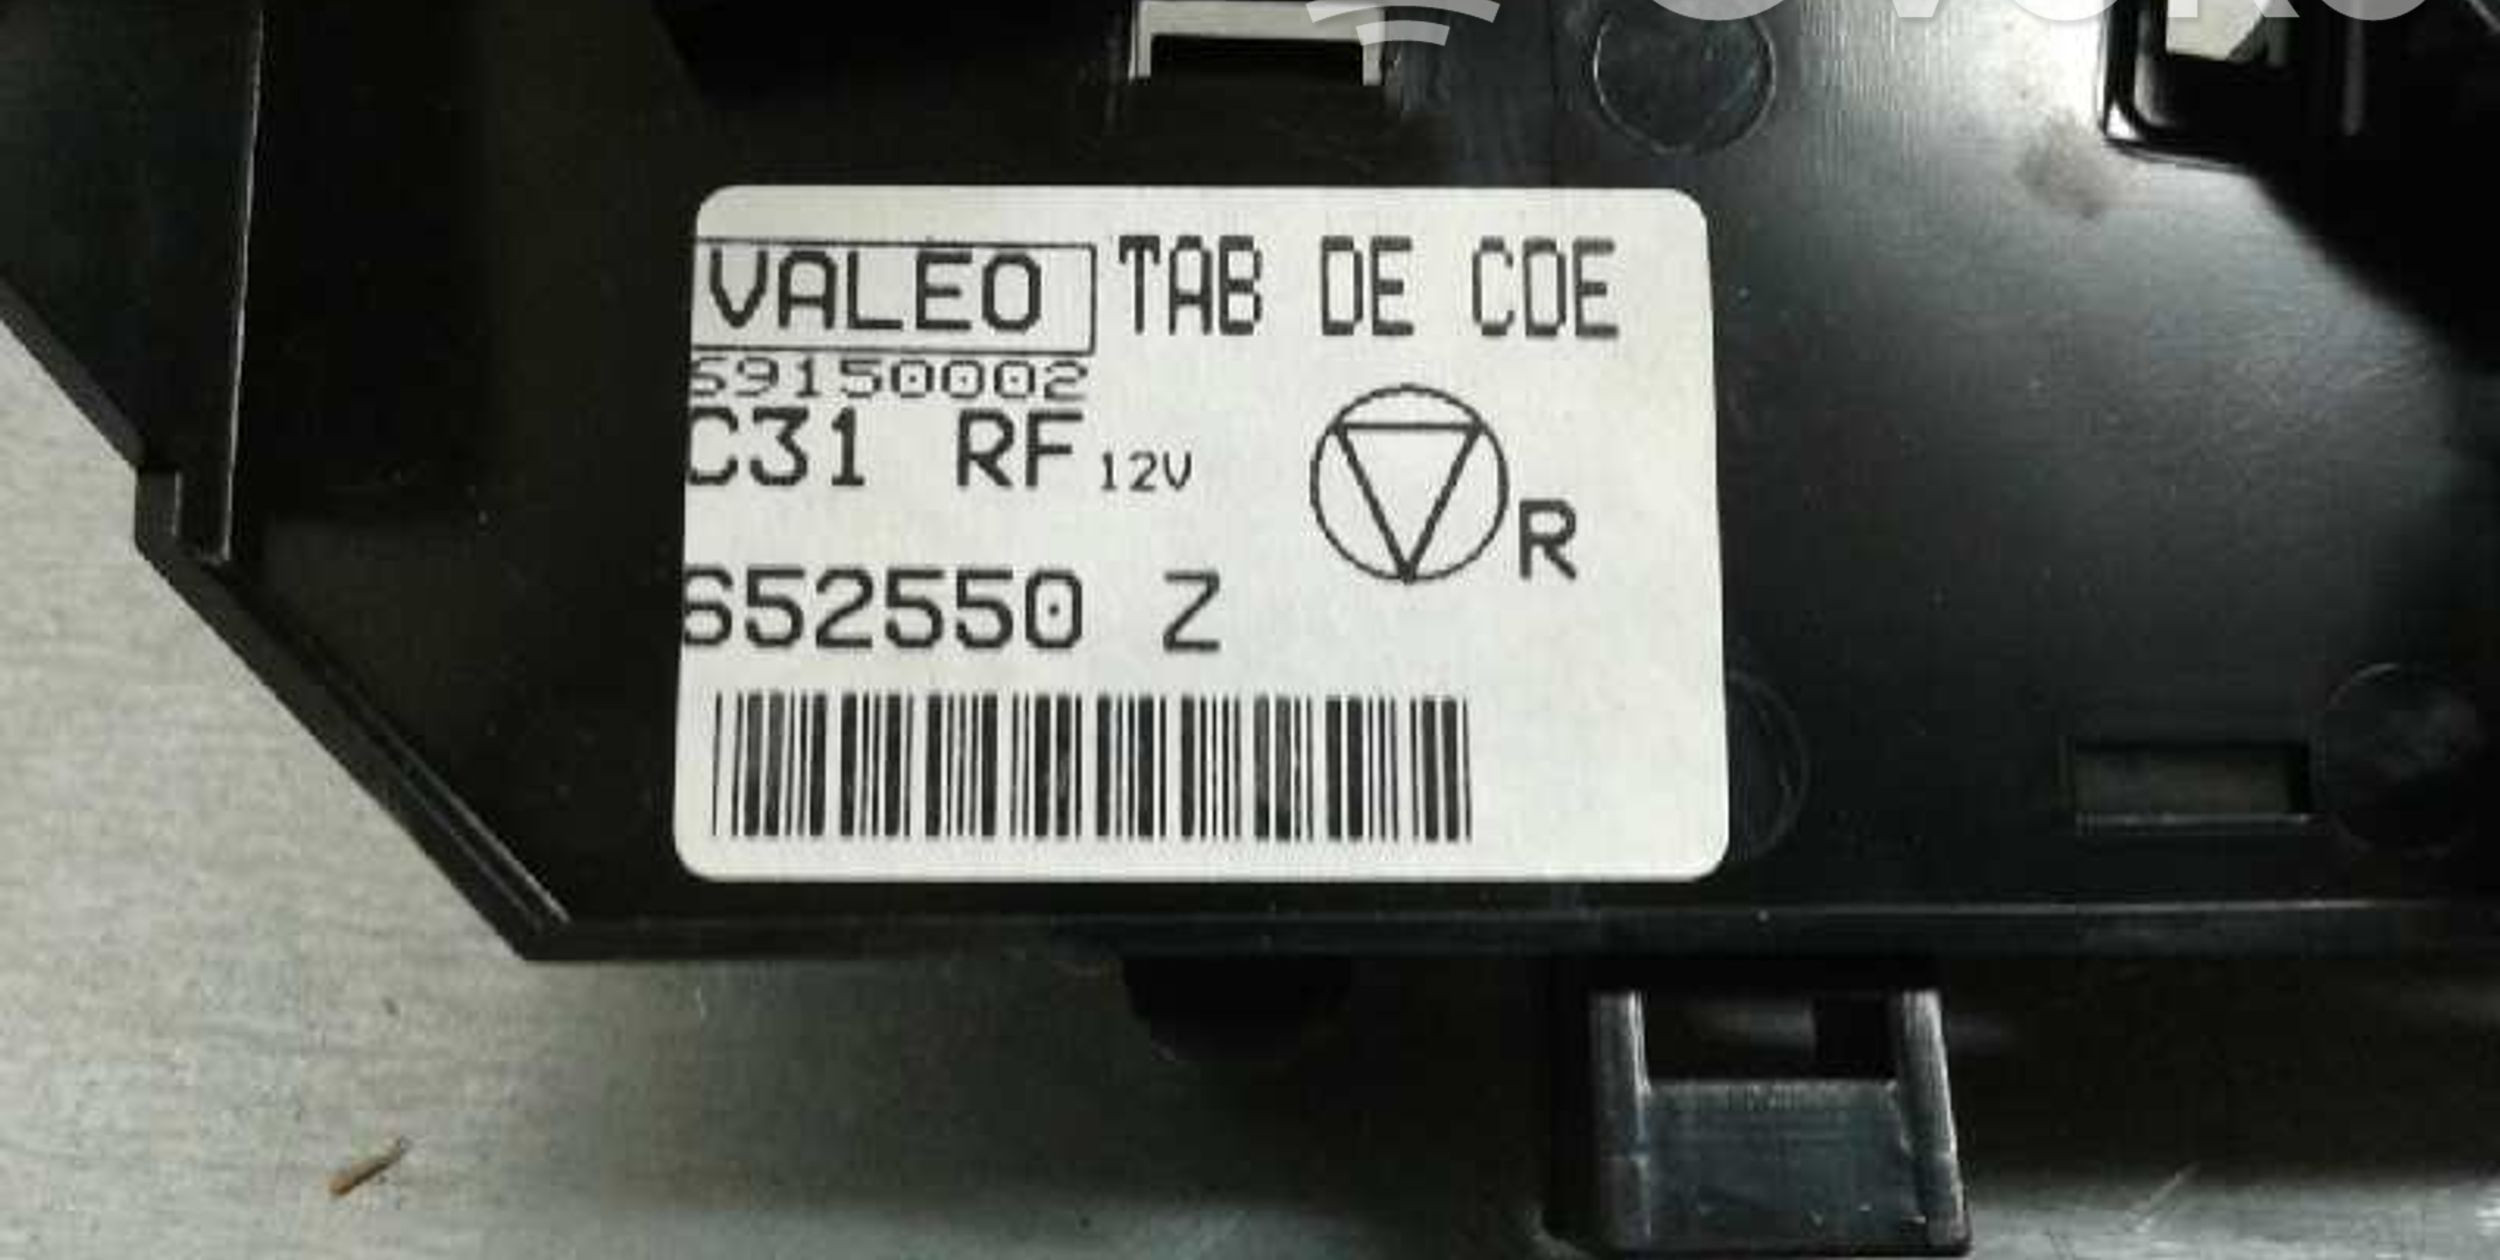 VALEO TAB DE CDE
69150002
C31 RF 12V
R
652550 Z